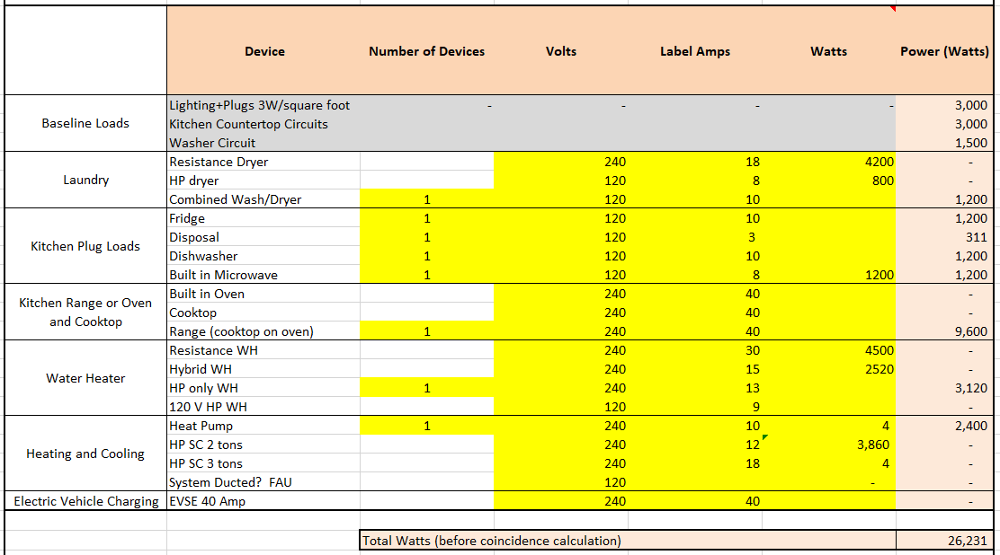 Device Number of Devices Volts Label Amps Watts Power (Watts)
Baseline Loads
Lighting+Plugs 3W/square foot - - - - 3,000
Kitchen Countertop Circuits 3,000
Washer Circuit 1,500
Laundry
Resistance Dryer 240 18 4200 -
HP dryer 120 8 800 -
Combined Wash/Dryer 1 120 10 1,200
Kitchen Plug Loads
Fridge 1 120 10 1,200
Disposal 1 120 3 311
Dishwasher 1 120 10 1,200
Built in Microwave 1 120 8 1200 1,200
Kitchen Range or Oven
and Cooktop
Built in Oven 240 40 -
Cooktop 240 40 -
Range (cooktop on oven) 1 240 40 9,600
Water Heater
Resistance WH 240 30 4500 -
Hybrid WH 240 15 2520 -
HP only WH 1 240 13 3,120
120 V HP WH 120 9 -
Heating and Cooling
Heat Pump 1 240 10 4 2,400
HP SC 2 tons 240 12 3,860 -
HP SC 3 tons 240 18 4 -
System Ducted? FAU 120 - -
Electric Vehicle Charging EVSE 40 Amp 240 40 -
Total Watts (before coincidence calculation) 26,231